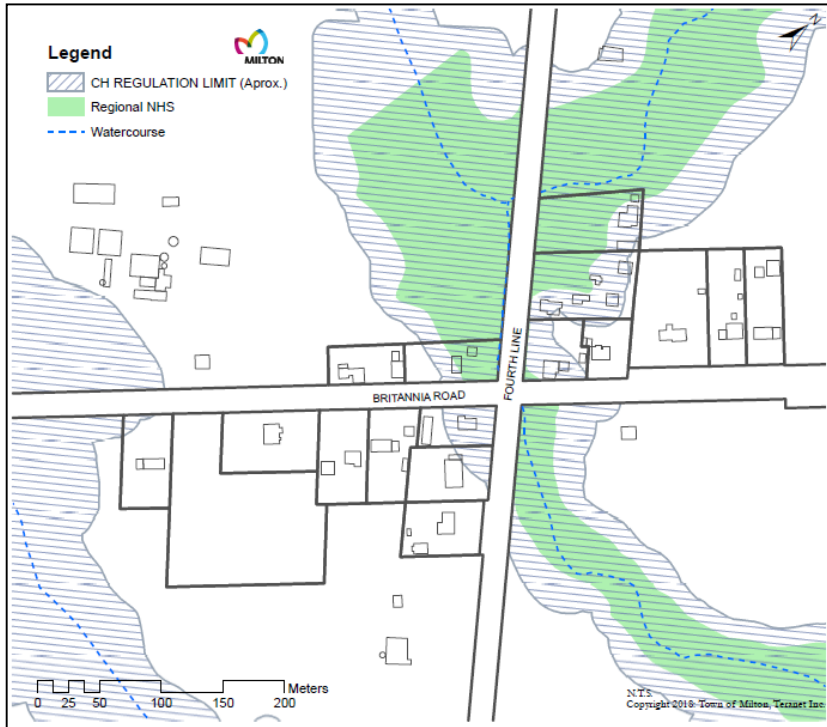 Legend
MILTON
CH REGULATION LIMIT (Aprox.)
Regional NHS
Watercourse
FOURTH LINE
BRITANNIA ROAD
Meters
0 25 50 100 150 200
N.T.S.
Copyright 2018: Town of Milton, Teranet Inc.